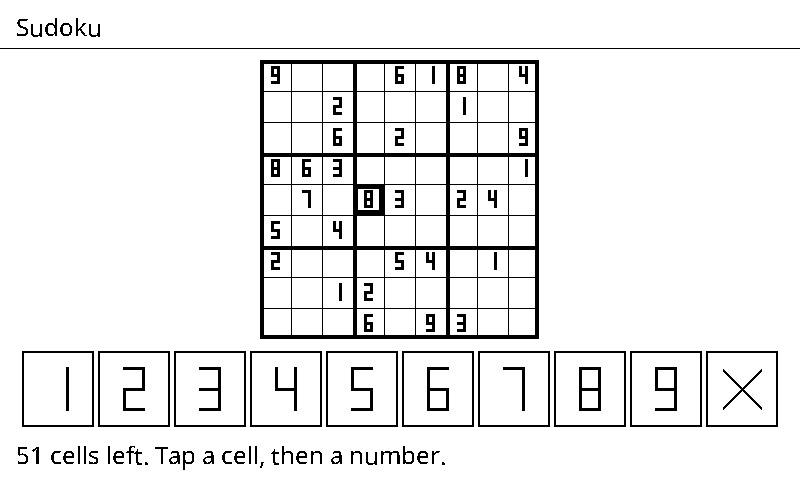 Sudoku
9 6 1 8 4
2 1
6 2 9
8 6 3 1
7 8 3 2 4
5 4
2 5 4 1
1 2
6 9 3
1 2 3 4 5 6 7 8 9 X
51 cells left. Tap a cell, then a number.